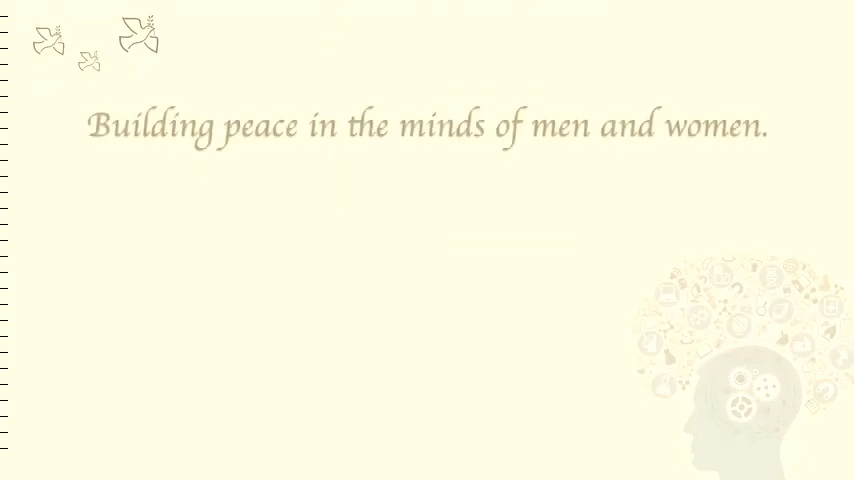 Building peace in the minds of men and women.